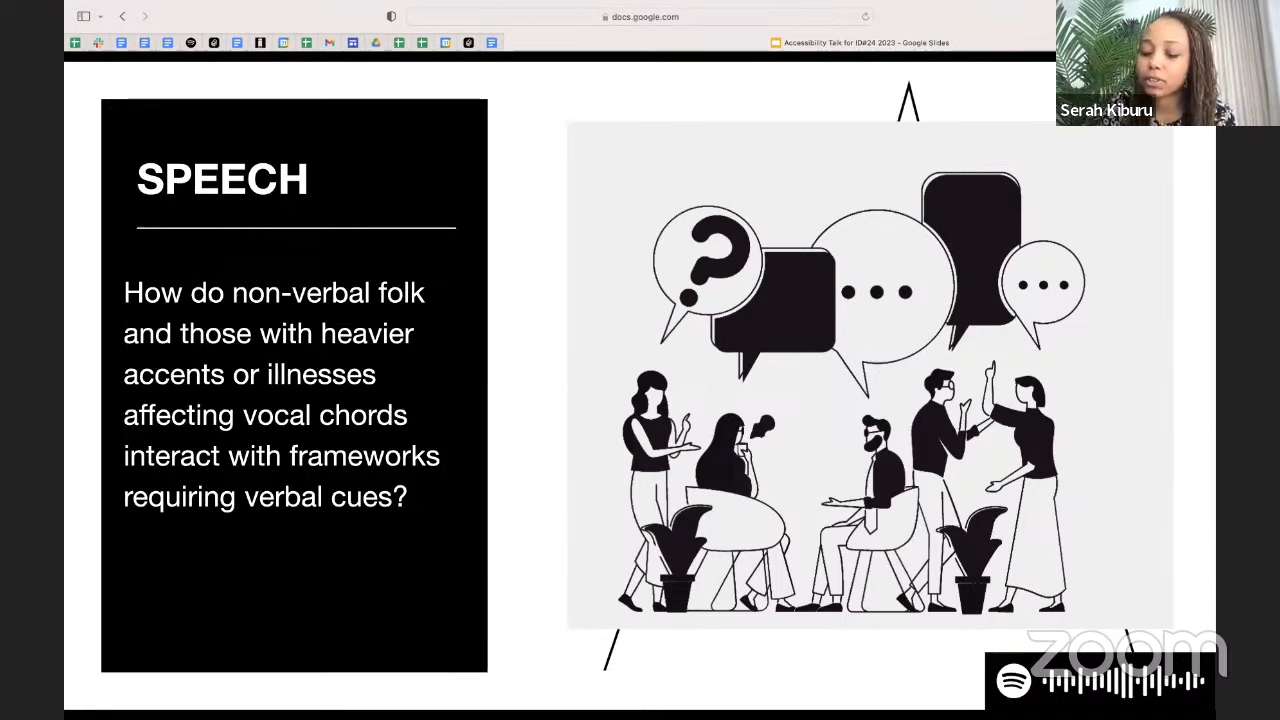 docs.google.com
Accessibility Talk for ID#24 2023 - Google Slides
Serah Kiburu
SPEECH
How do non-verbal folk
and those with heavier
accents or illnesses
affecting vocal chords
interact with frameworks
requiring verbal cues?
?
zoom